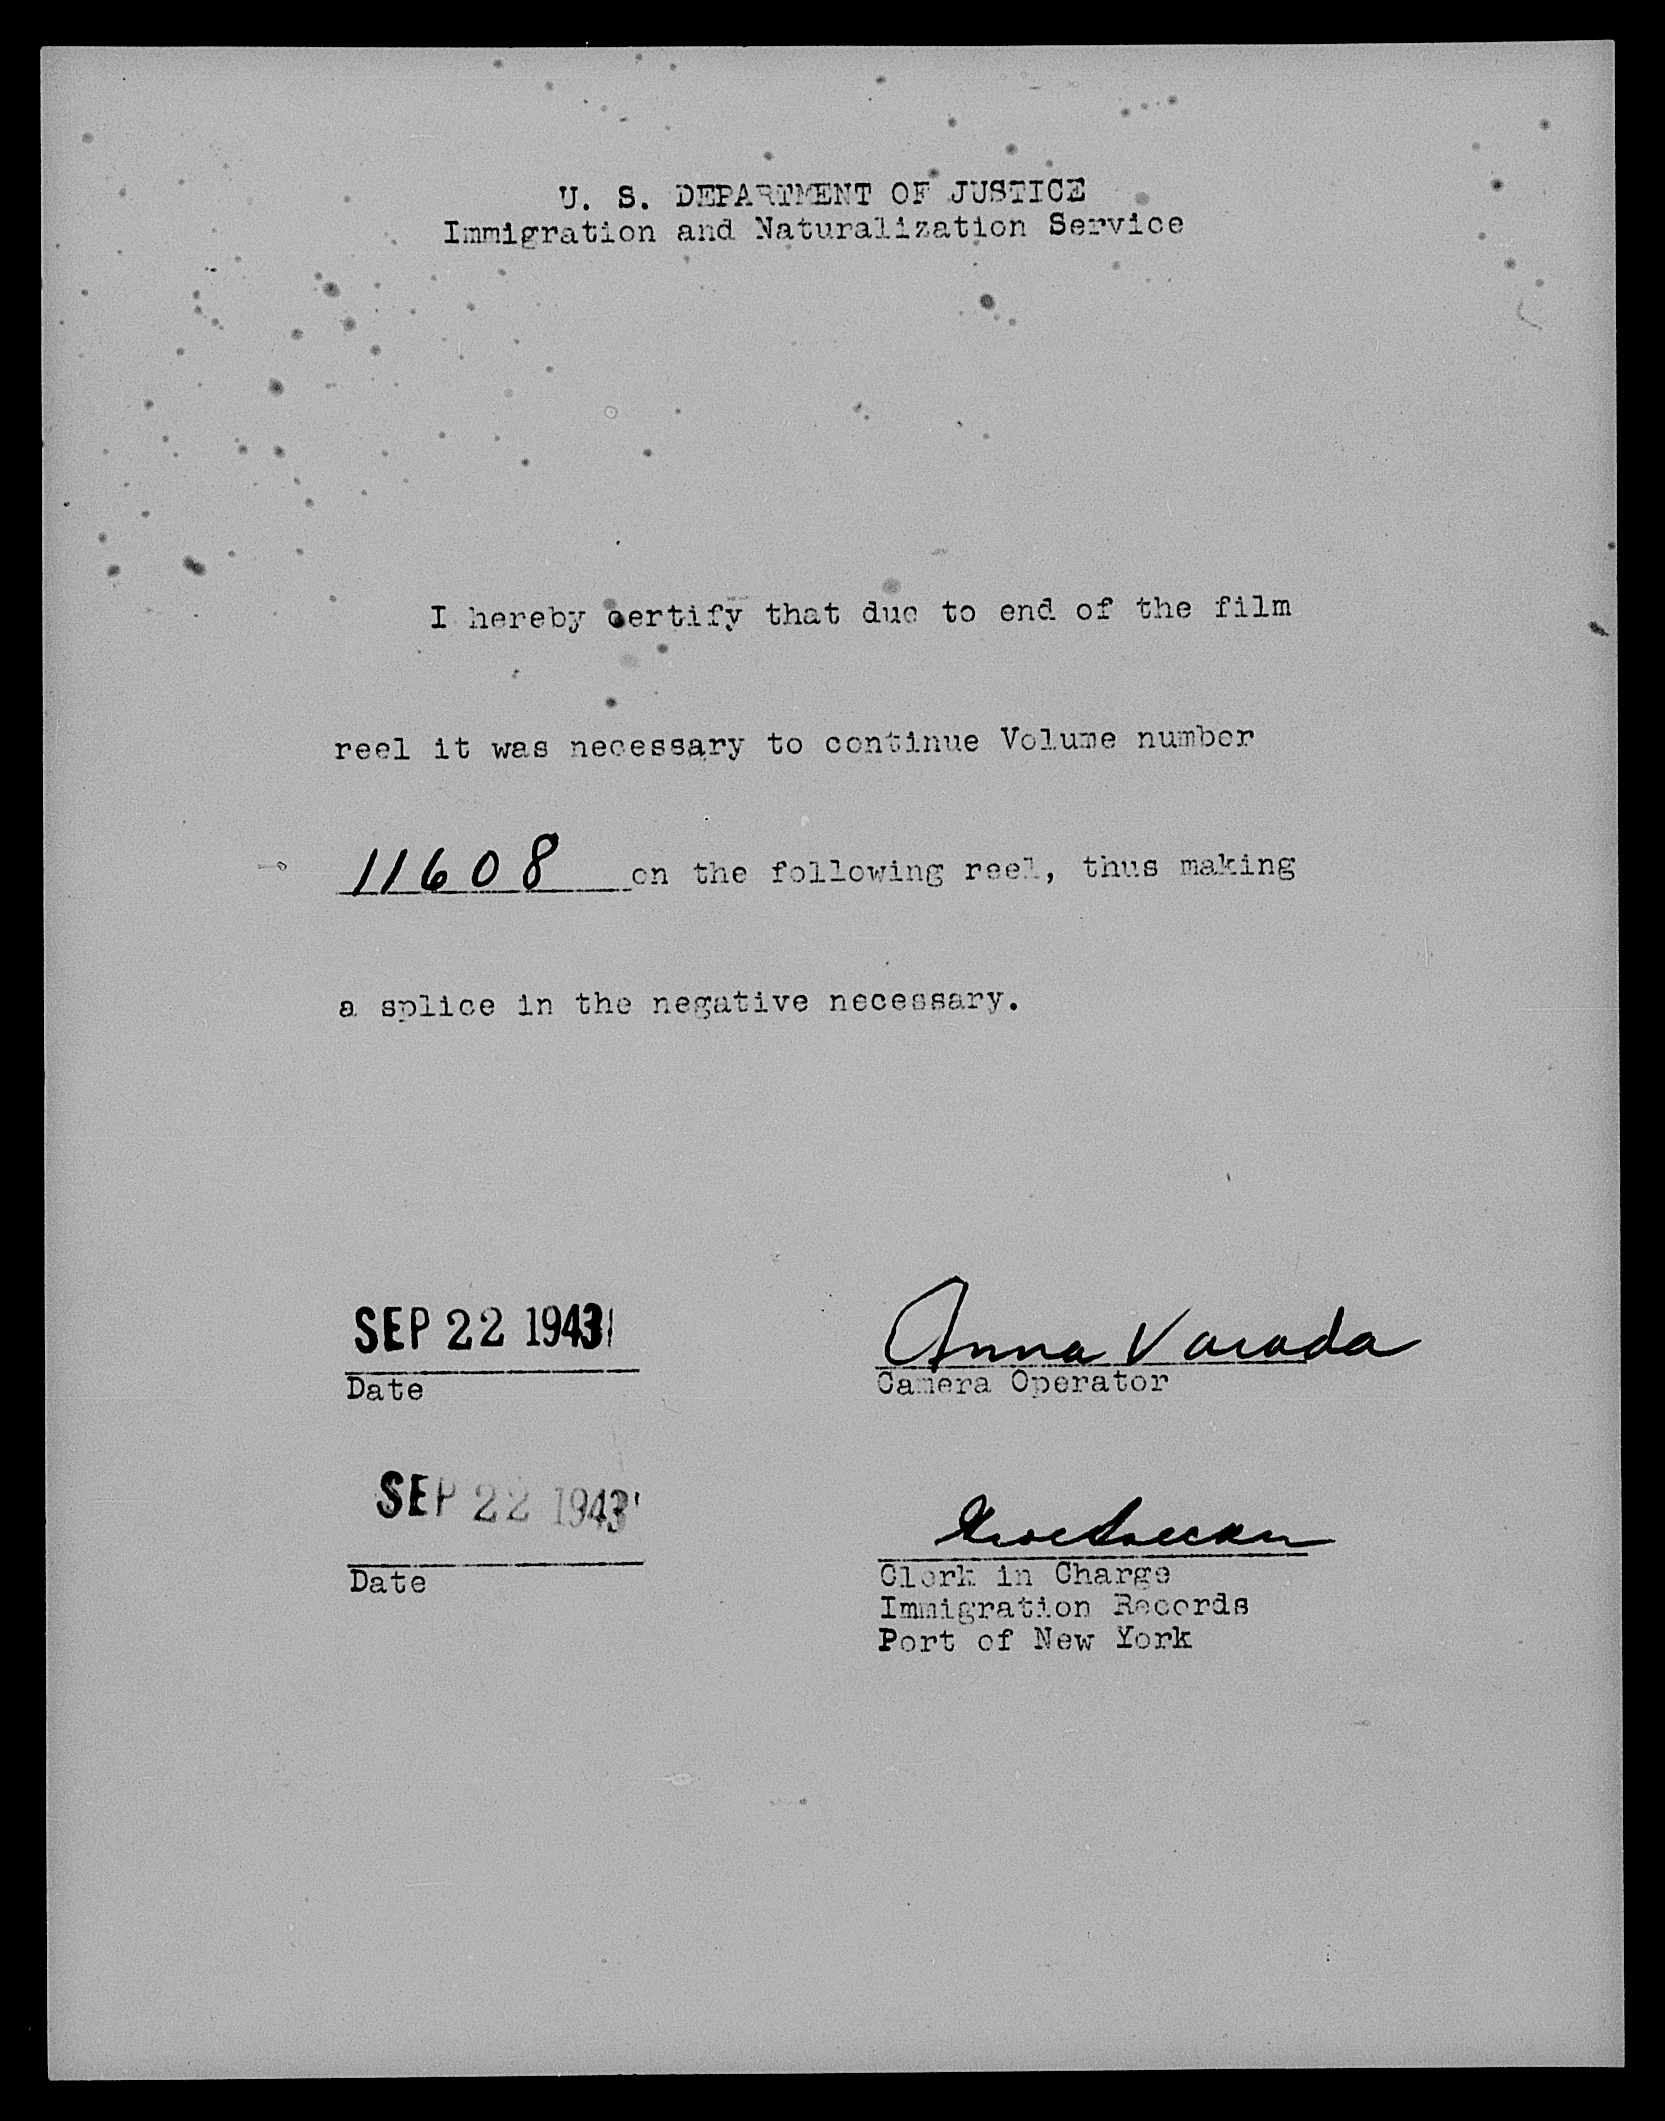 U. S. DEPARTMENT OF JUSTICE
Immigration and Naturalization Service
I hereby certify that due to end of the film
reel it was necessary to continue Volume number
11608 on the following reel, thus making
a splice in the negative necessary.
SEP 22 1943
Anna Varada
Date
Camera Operator
SEP 22 1943
Date
Clerk in Charge
Immigration Records
Port of New York